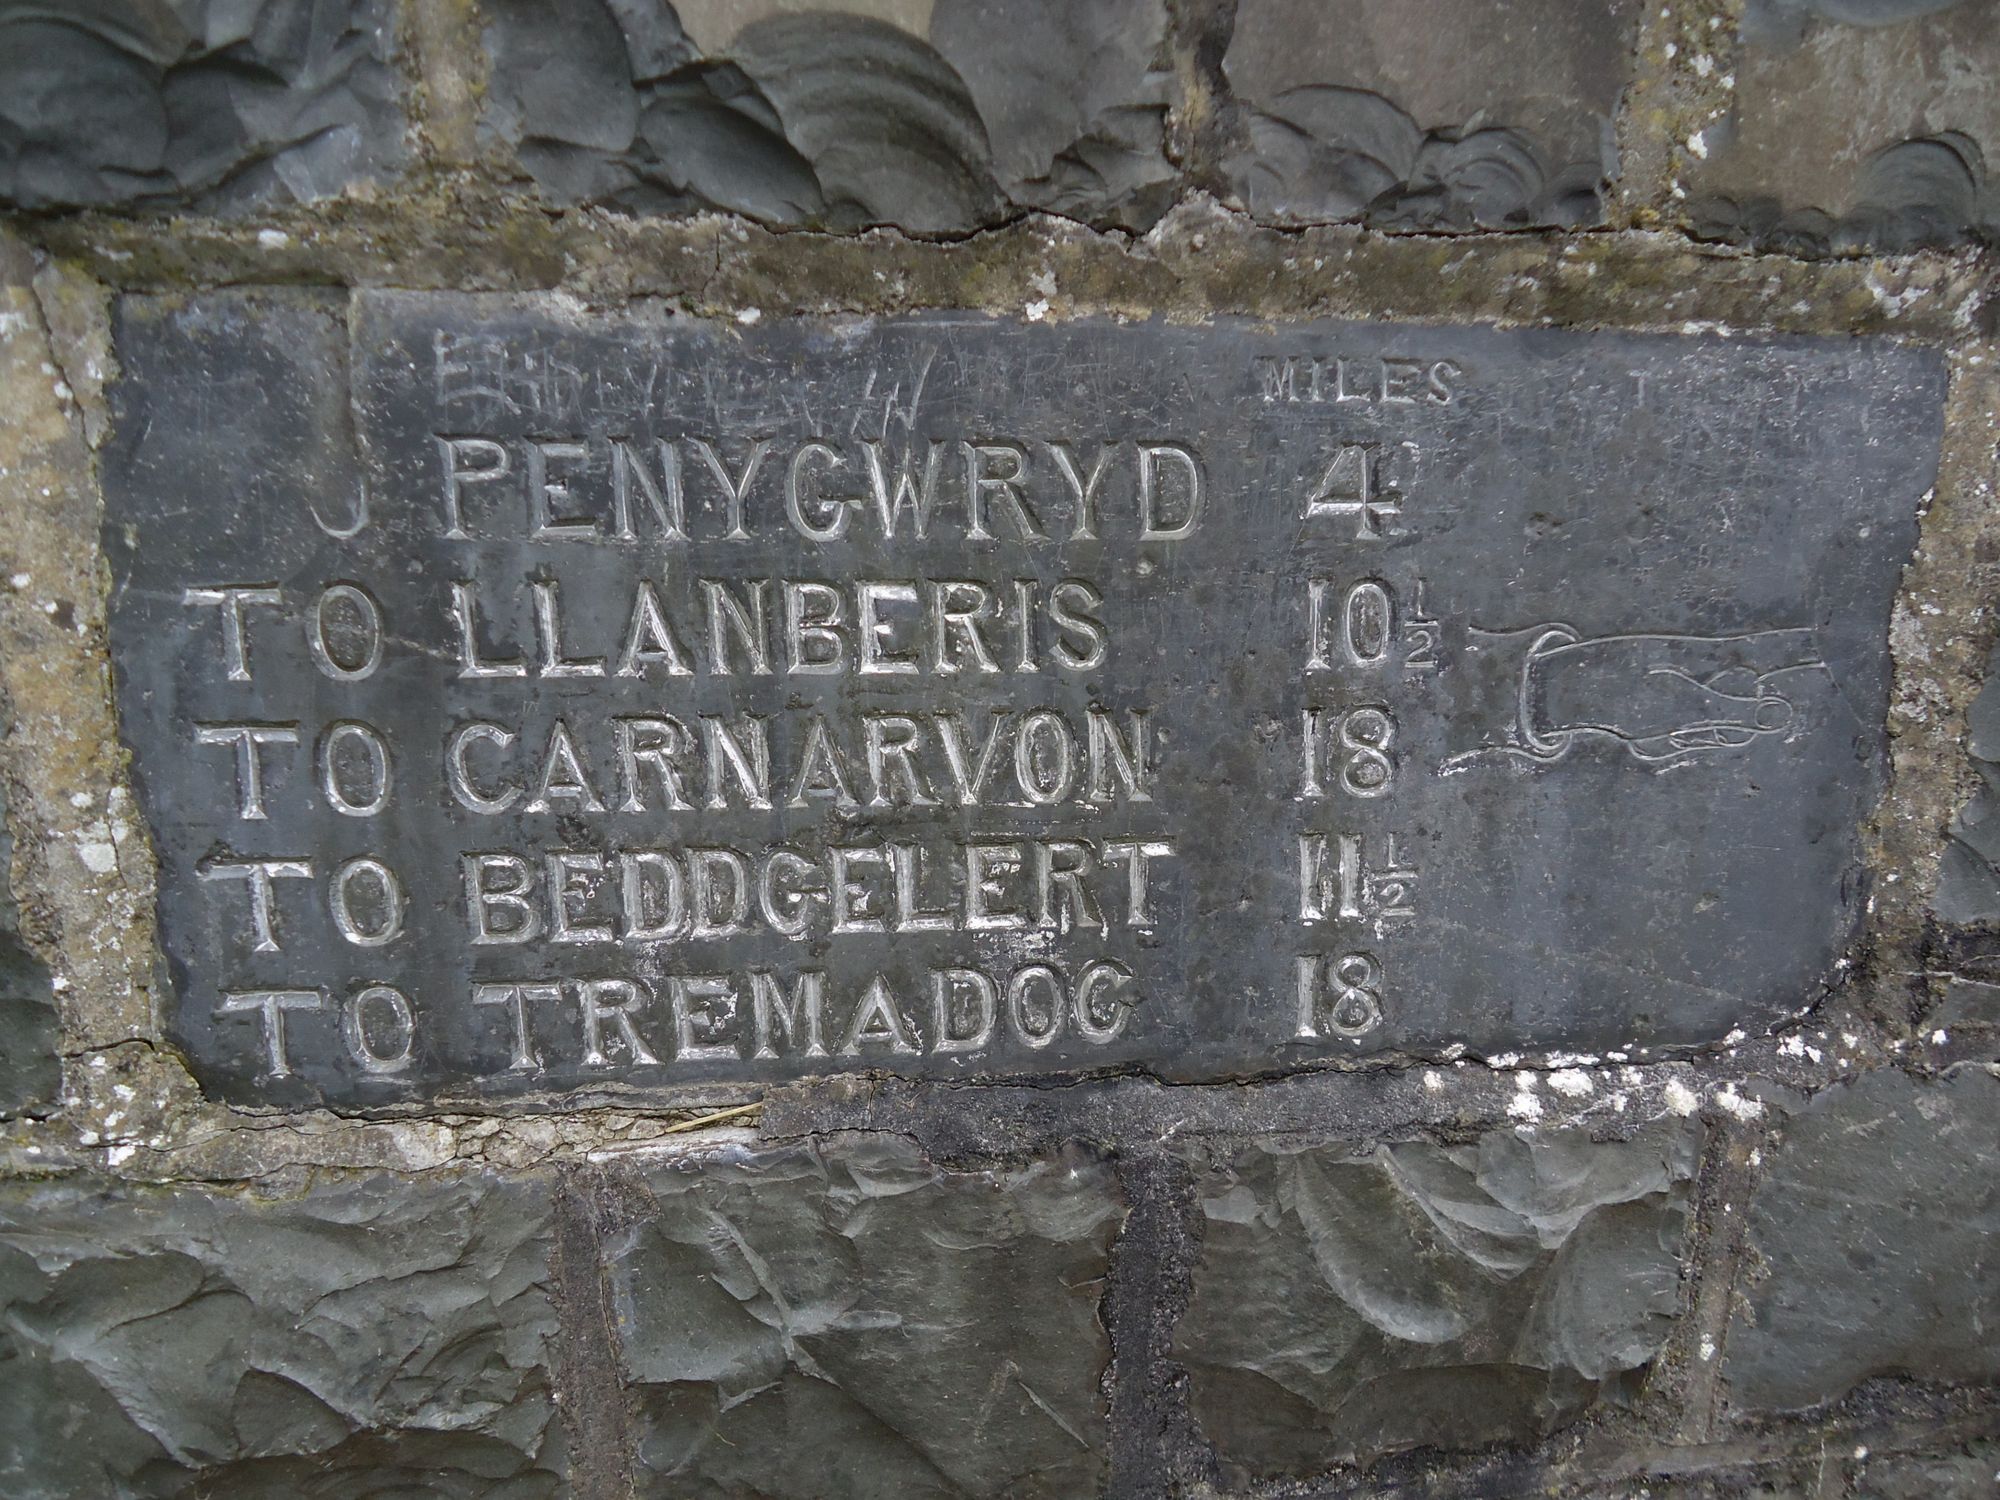 MILES
PENYGWRYD 4
TO LLANBERIS 10½
TO CARNARVON 18
TO BEDDGELERT 11½
TO TREMADOC 18